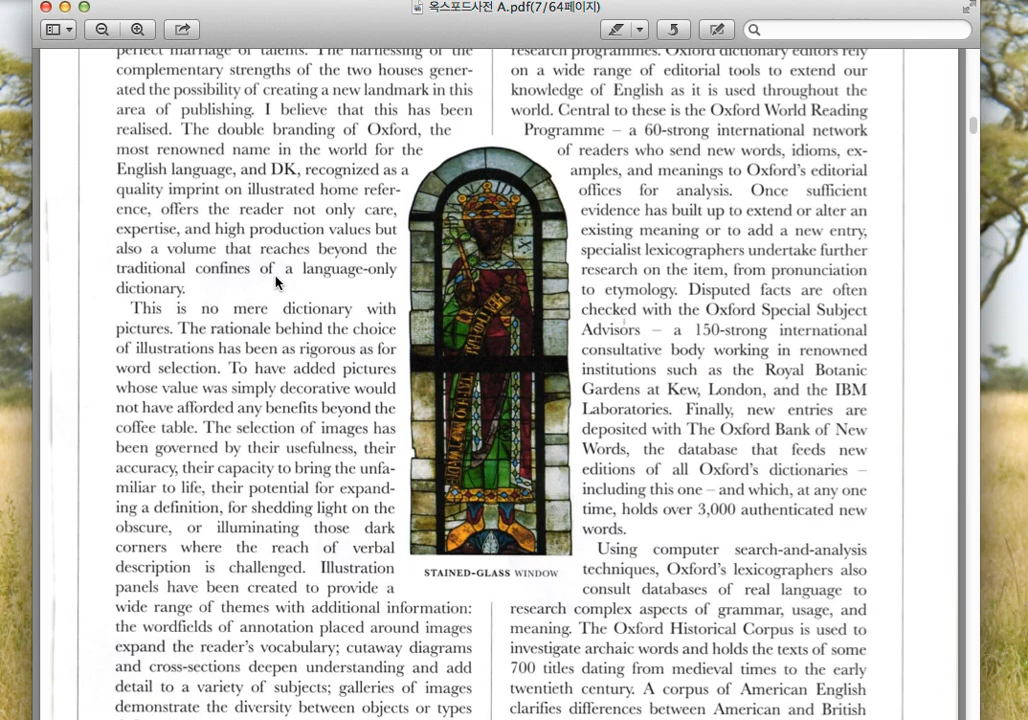 옥스포드사전 A.pdf(7/64페이지)
perfect marriage of talents. The harnessing of the
complementary strengths of the two houses gener-
ated the possibility of creating a new landmark in this
area of publishing. I believe that this has been
realised. The double branding of Oxford, the
most renowned name in the world for the
English language, and DK, recognized as a
quality imprint on illustrated home refer-
ence, offers the reader not only care,
expertise, and high production values but
also a volume that reaches beyond the
traditional confines of a language-only
dictionary.
This is no mere dictionary with
pictures. The rationale behind the choice
of illustrations has been as rigorous as for
word selection. To have added pictures
whose value was simply decorative would
not have afforded any benefits beyond the
coffee table. The selection of images has
been governed by their usefulness, their
accuracy, their capacity to bring the unfa-
miliar to life, their potential for expand-
ing a definition, for shedding light on the
obscure, or illuminating those dark
corners where the reach of verbal
description is challenged. Illustration
panels have been created to provide a
wide range of themes with additional information:
the wordfields of annotation placed around images
expand the reader's vocabulary; cutaway diagrams
and cross-sections deepen understanding and add
detail to a variety of subjects; galleries of images
demonstrate the diversity between objects or types
STAINED-GLASS WINDOW
research programmes. Oxford dictionary editors rely
on a wide range of editorial tools to extend our
knowledge of English as it is used throughout the
world. Central to these is the Oxford World Reading
Programme – a 60-strong international network
of readers who send new words, idioms, ex-
amples, and meanings to Oxford's editorial
offices for analysis. Once sufficient
evidence has built up to extend or alter an
existing meaning or to add a new entry,
specialist lexicographers undertake further
research on the item, from pronunciation
to etymology. Disputed facts are often
checked with the Oxford Special Subject
Advisors – a 150-strong international
consultative body working in renowned
institutions such as the Royal Botanic
Gardens at Kew, London, and the IBM
Laboratories. Finally, new entries are
deposited with The Oxford Bank of New
Words, the database that feeds new
editions of all Oxford's dictionaries –
including this one – and which, at any one
time, holds over 3,000 authenticated new
words.
Using computer search-and-analysis
techniques, Oxford's lexicographers also
consult databases of real language to
research complex aspects of grammar, usage, and
meaning. The Oxford Historical Corpus is used to
investigate archaic words and holds the texts of some
700 titles dating from medieval times to the early
twentieth century. A corpus of American English
clarifies differences between American and British